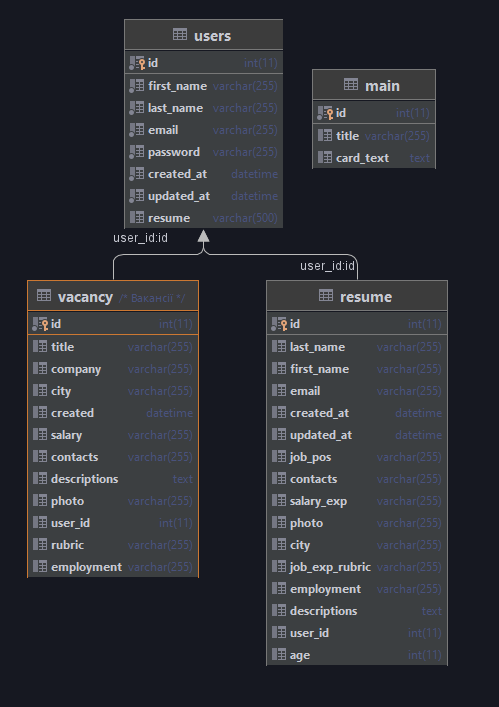 users
id int(11)
first_name varchar(255)
last_name varchar(255)
email varchar(255)
password varchar(255)
created_at datetime
updated_at datetime
resume varchar(500)
main
id int(11)
title varchar(255)
card_text text
user_id:id
user_id:id
vacancy /* Вакансії */
id int(11)
title varchar(255)
company varchar(255)
city varchar(255)
created datetime
salary varchar(255)
contacts varchar(255)
descriptions text
photo varchar(255)
user_id int(11)
rubric varchar(255)
employment varchar(255)
resume
id int(11)
last_name varchar(255)
first_name varchar(255)
email varchar(255)
created_at datetime
updated_at datetime
job_pos varchar(255)
contacts varchar(255)
salary_exp varchar(255)
photo varchar(255)
city varchar(255)
job_exp_rubric varchar(255)
employment varchar(255)
descriptions text
user_id int(11)
age int(11)